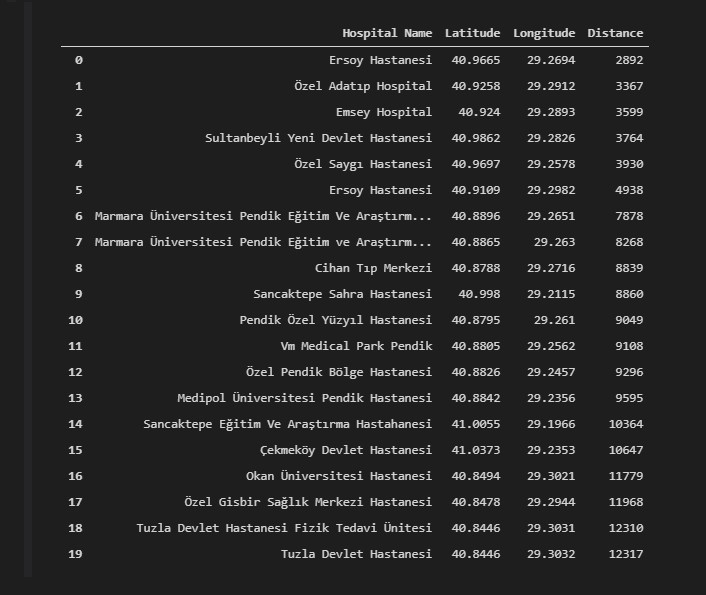 Hospital Name Latitude Longitude Distance
0 Ersoy Hastanesi 40.9665 29.2694 2892
1 Özel Adatıp Hospital 40.9258 29.2912 3367
2 Emsey Hospital 40.924 29.2893 3599
3 Sultanbeyli Yeni Devlet Hastanesi 40.9862 29.2826 3764
4 Özel Saygı Hastanesi 40.9697 29.2578 3930
5 Ersoy Hastanesi 40.9109 29.2982 4938
6 Marmara Üniversitesi Pendik Eğitim Ve Araştırm... 40.8896 29.2651 7878
7 Marmara Üniversitesi Pendik Eğitim ve Araştırm... 40.8865 29.263 8268
8 Cihan Tıp Merkezi 40.8788 29.2716 8839
9 Sancaktepe Sahra Hastanesi 40.998 29.2115 8860
10 Pendik Özel Yüzyıl Hastanesi 40.8795 29.261 9049
11 Vm Medical Park Pendik 40.8805 29.2562 9108
12 Özel Pendik Bölge Hastanesi 40.8826 29.2457 9296
13 Medipol Üniversitesi Pendik Hastanesi 40.8842 29.2356 9595
14 Sancaktepe Eğitim Ve Araştırma Hastahanesi 41.0055 29.1966 10364
15 Çekmeköy Devlet Hastanesi 41.0373 29.2353 10647
16 Okan Üniversitesi Hastanesi 40.8494 29.3021 11779
17 Özel Gisbir Sağlık Merkezi Hastanesi 40.8478 29.2944 11968
18 Tuzla Devlet Hastanesi Fizik Tedavi Ünitesi 40.8446 29.3031 12310
19 Tuzla Devlet Hastanesi 40.8446 29.3032 12317